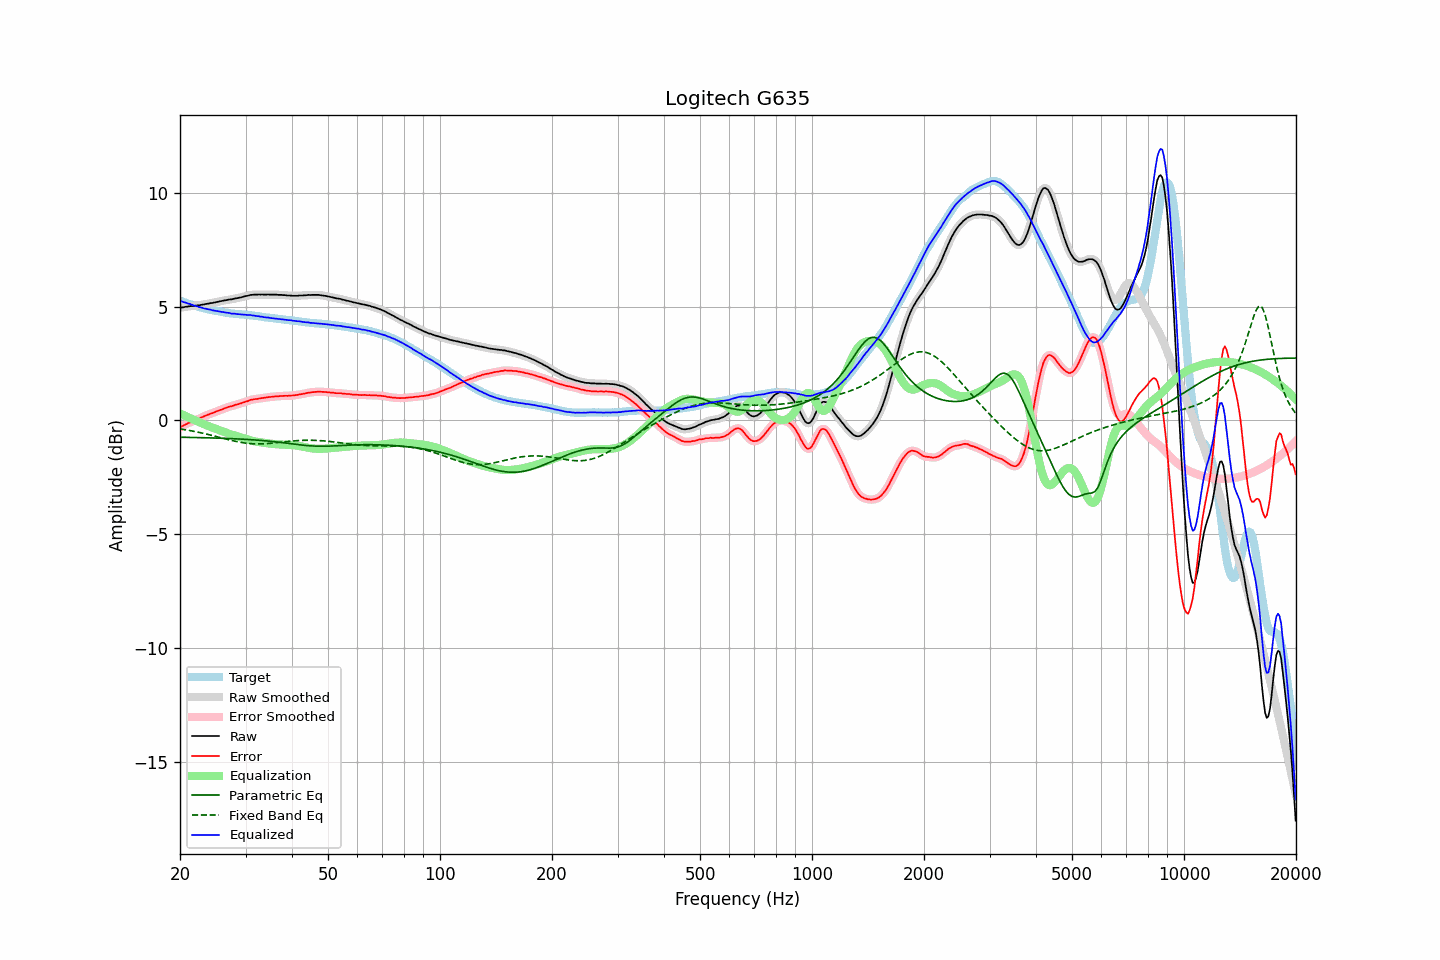 Logitech G635
Amplitude (dBr)
10
5
0
−5
−10
−15
Target
Raw Smoothed
Error Smoothed
Raw
Error
Equalization
Parametric Eq
Fixed Band Eq
Equalized
20
50
100
200
500
1000
2000
5000
10000
20000
Frequency (Hz)